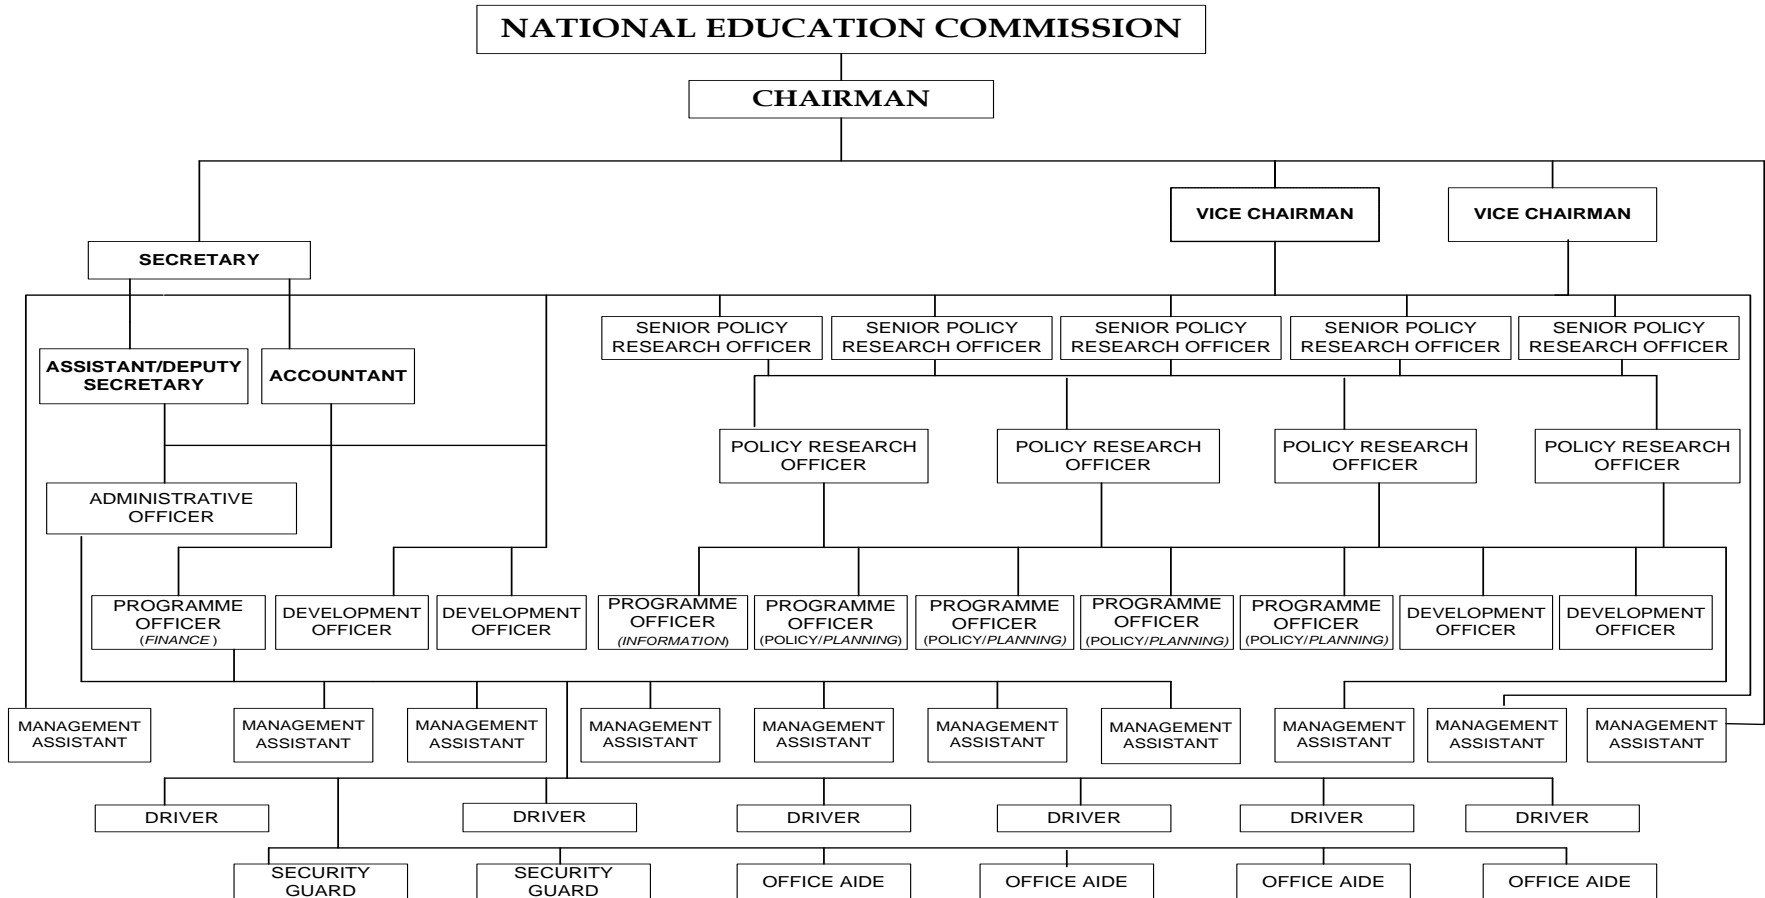 NATIONAL EDUCATION COMMISSION
CHAIRMAN
VICE CHAIRMAN
VICE CHAIRMAN
SECRETARY
SENIOR POLICY
RESEARCH OFFICER
SENIOR POLICY
RESEARCH OFFICER
SENIOR POLICY
RESEARCH OFFICER
SENIOR POLICY
RESEARCH OFFICER
SENIOR POLICY
RESEARCH OFFICER
ASSISTANT/DEPUTY
SECRETARY
ACCOUNTANT
POLICY RESEARCH
OFFICER
POLICY RESEARCH
OFFICER
POLICY RESEARCH
OFFICER
POLICY RESEARCH
OFFICER
ADMINISTRATIVE
OFFICER
PROGRAMME
OFFICER
(FINANCE )
DEVELOPMENT
OFFICER
DEVELOPMENT
OFFICER
PROGRAMME
OFFICER
(INFORMATION)
PROGRAMME
OFFICER
(POLICY/PLANNING)
PROGRAMME
OFFICER
(POLICY/PLANNING)
PROGRAMME
OFFICER
(POLICY/PLANNING)
PROGRAMME
OFFICER
(POLICY/PLANNING)
DEVELOPMENT
OFFICER
DEVELOPMENT
OFFICER
MANAGEMENT
ASSISTANT
MANAGEMENT
ASSISTANT
MANAGEMENT
ASSISTANT
MANAGEMENT
ASSISTANT
MANAGEMENT
ASSISTANT
MANAGEMENT
ASSISTANT
MANAGEMENT
ASSISTANT
MANAGEMENT
ASSISTANT
MANAGEMENT
ASSISTANT
MANAGEMENT
ASSISTANT
DRIVER
DRIVER
DRIVER
DRIVER
DRIVER
DRIVER
SECURITY
GUARD
SECURITY
GUARD
OFFICE AIDE
OFFICE AIDE
OFFICE AIDE
OFFICE AIDE